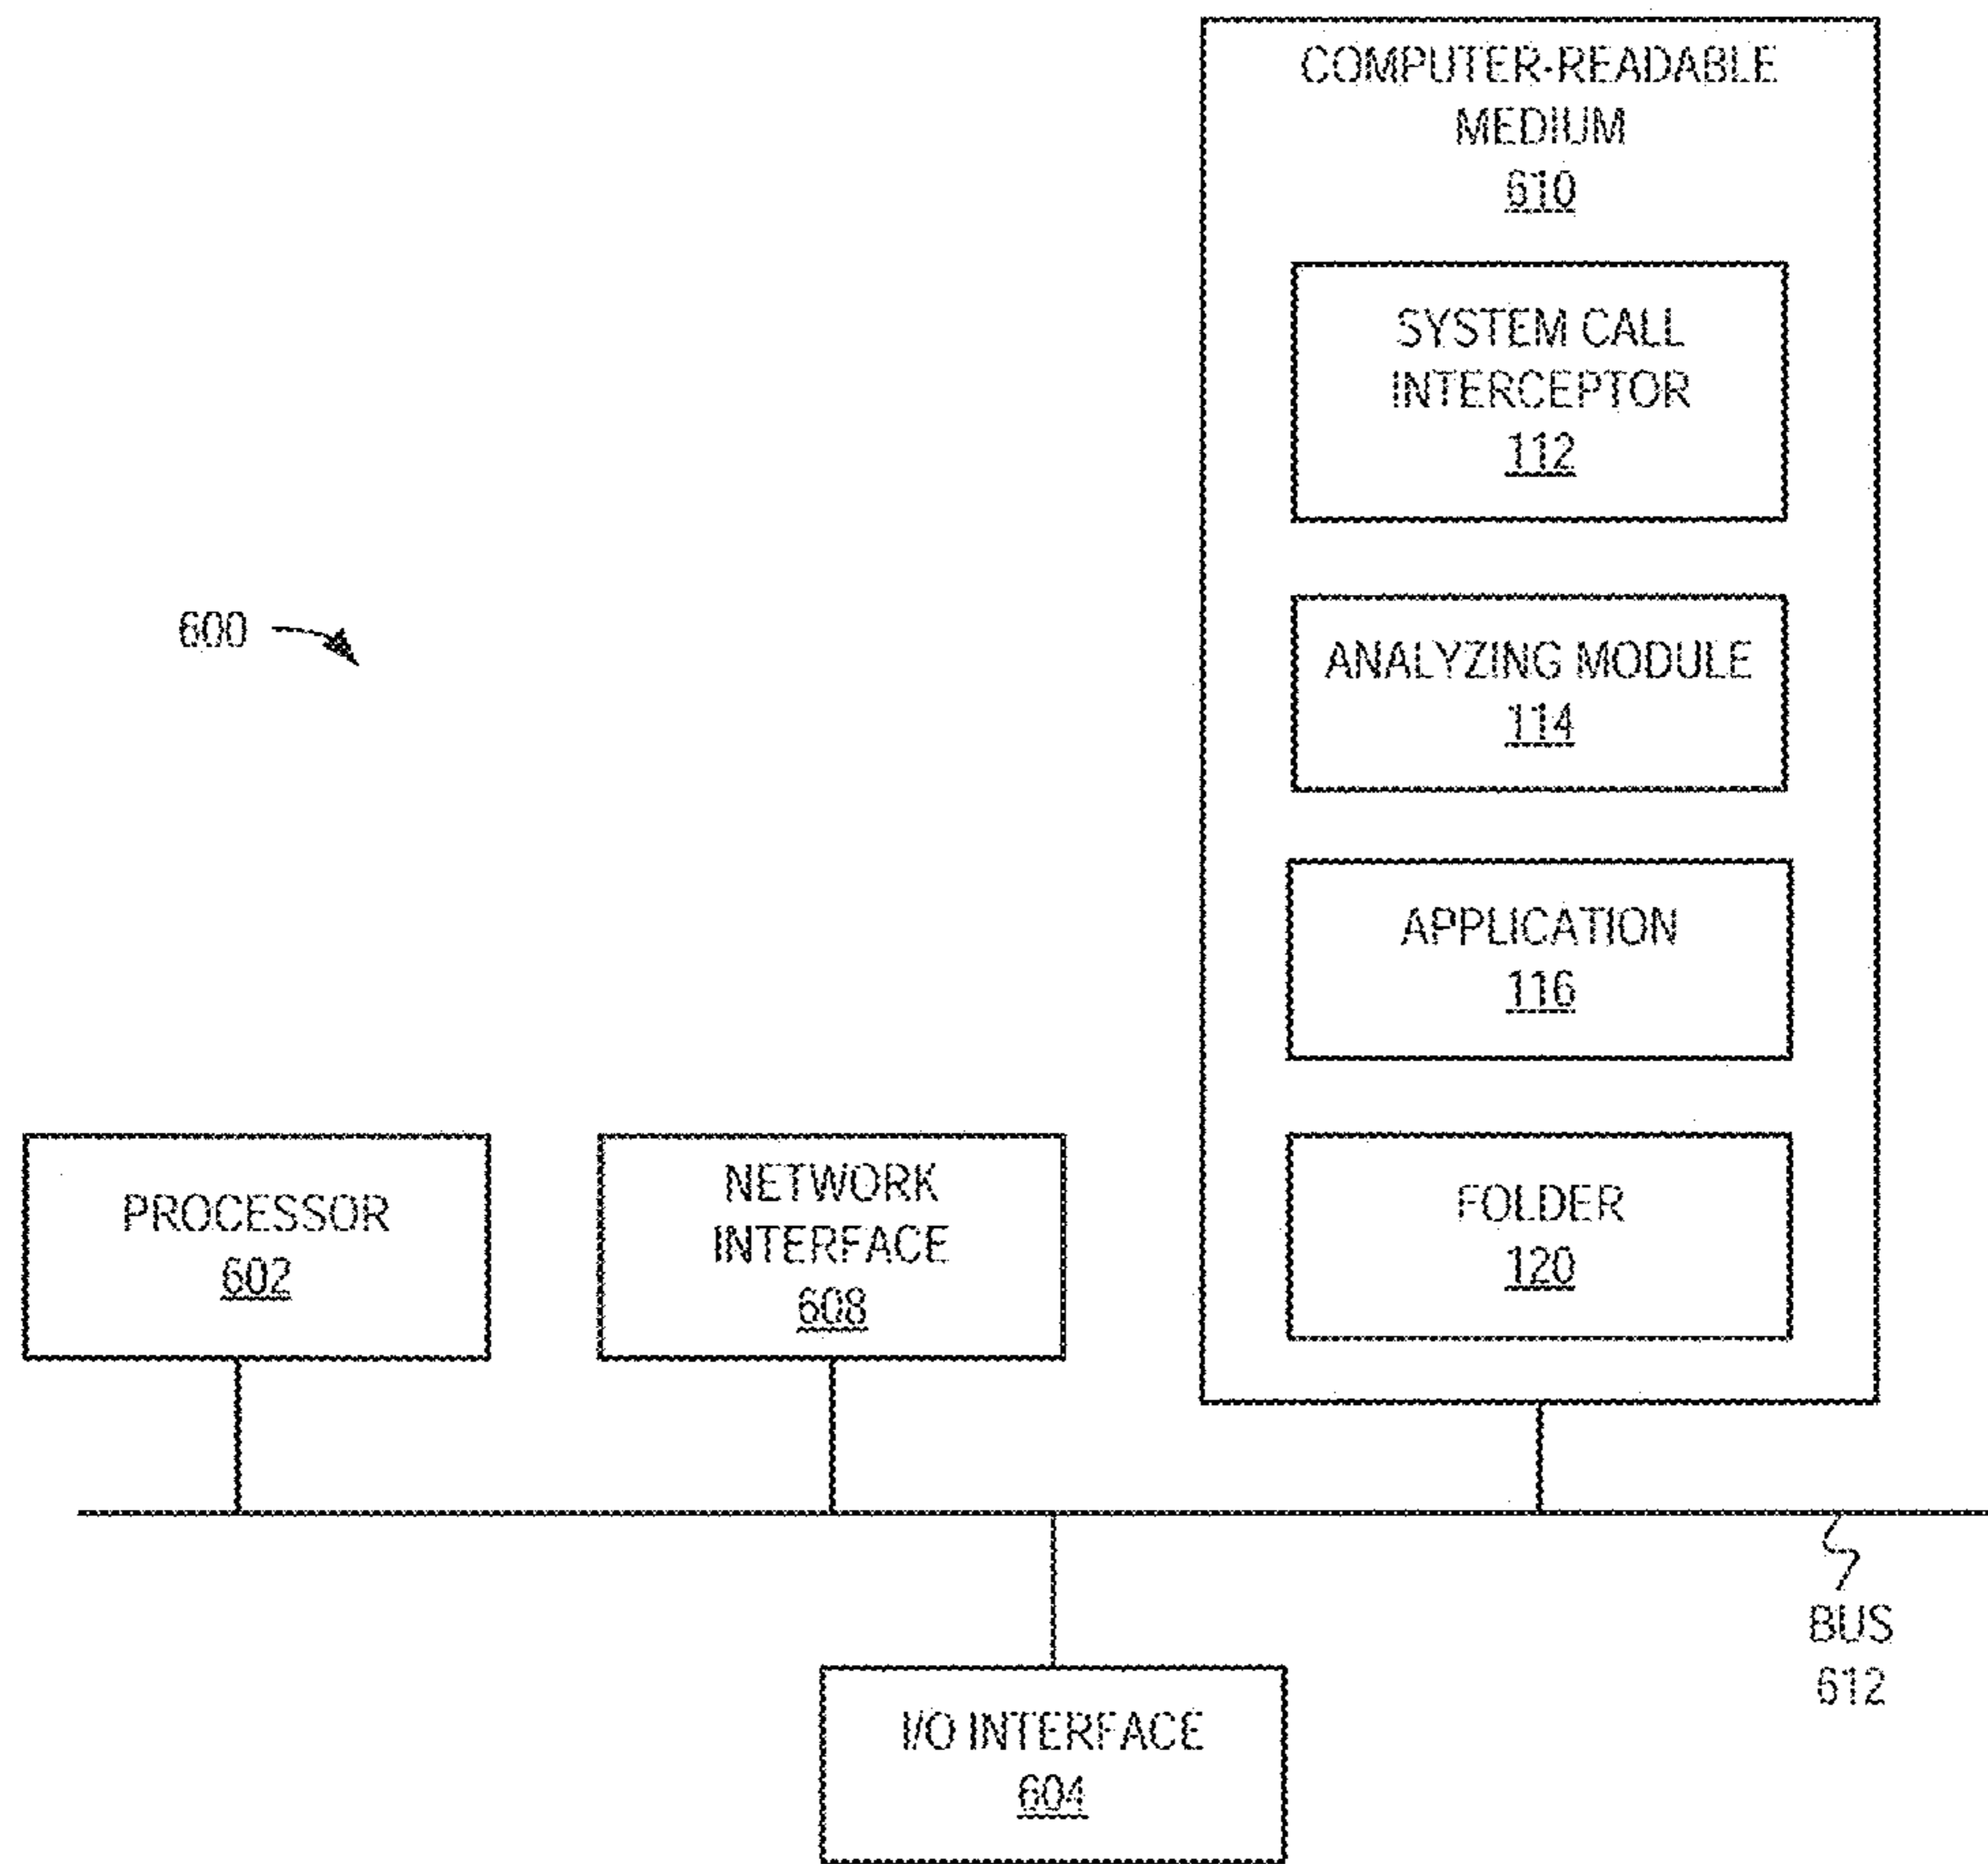 COMPUTER-READABLE
MEDIUM
610
SYSTEM CALL
INTERCEPTOR
112
600
ANALYZING MODULE
114
APPLICATION
116
PROCESSOR
602
NETWORK
INTERFACE
608
FOLDER
120
BUS
612
I/O INTERFACE
604